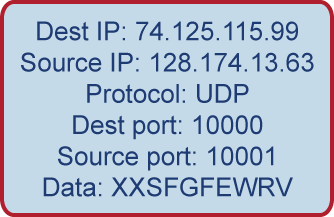 Dest IP: 74.125.115.99
Source IP: 128.174.13.63
Protocol: UDP
Dest port: 10000
Source port: 10001
Data: XXSFGFEWRV